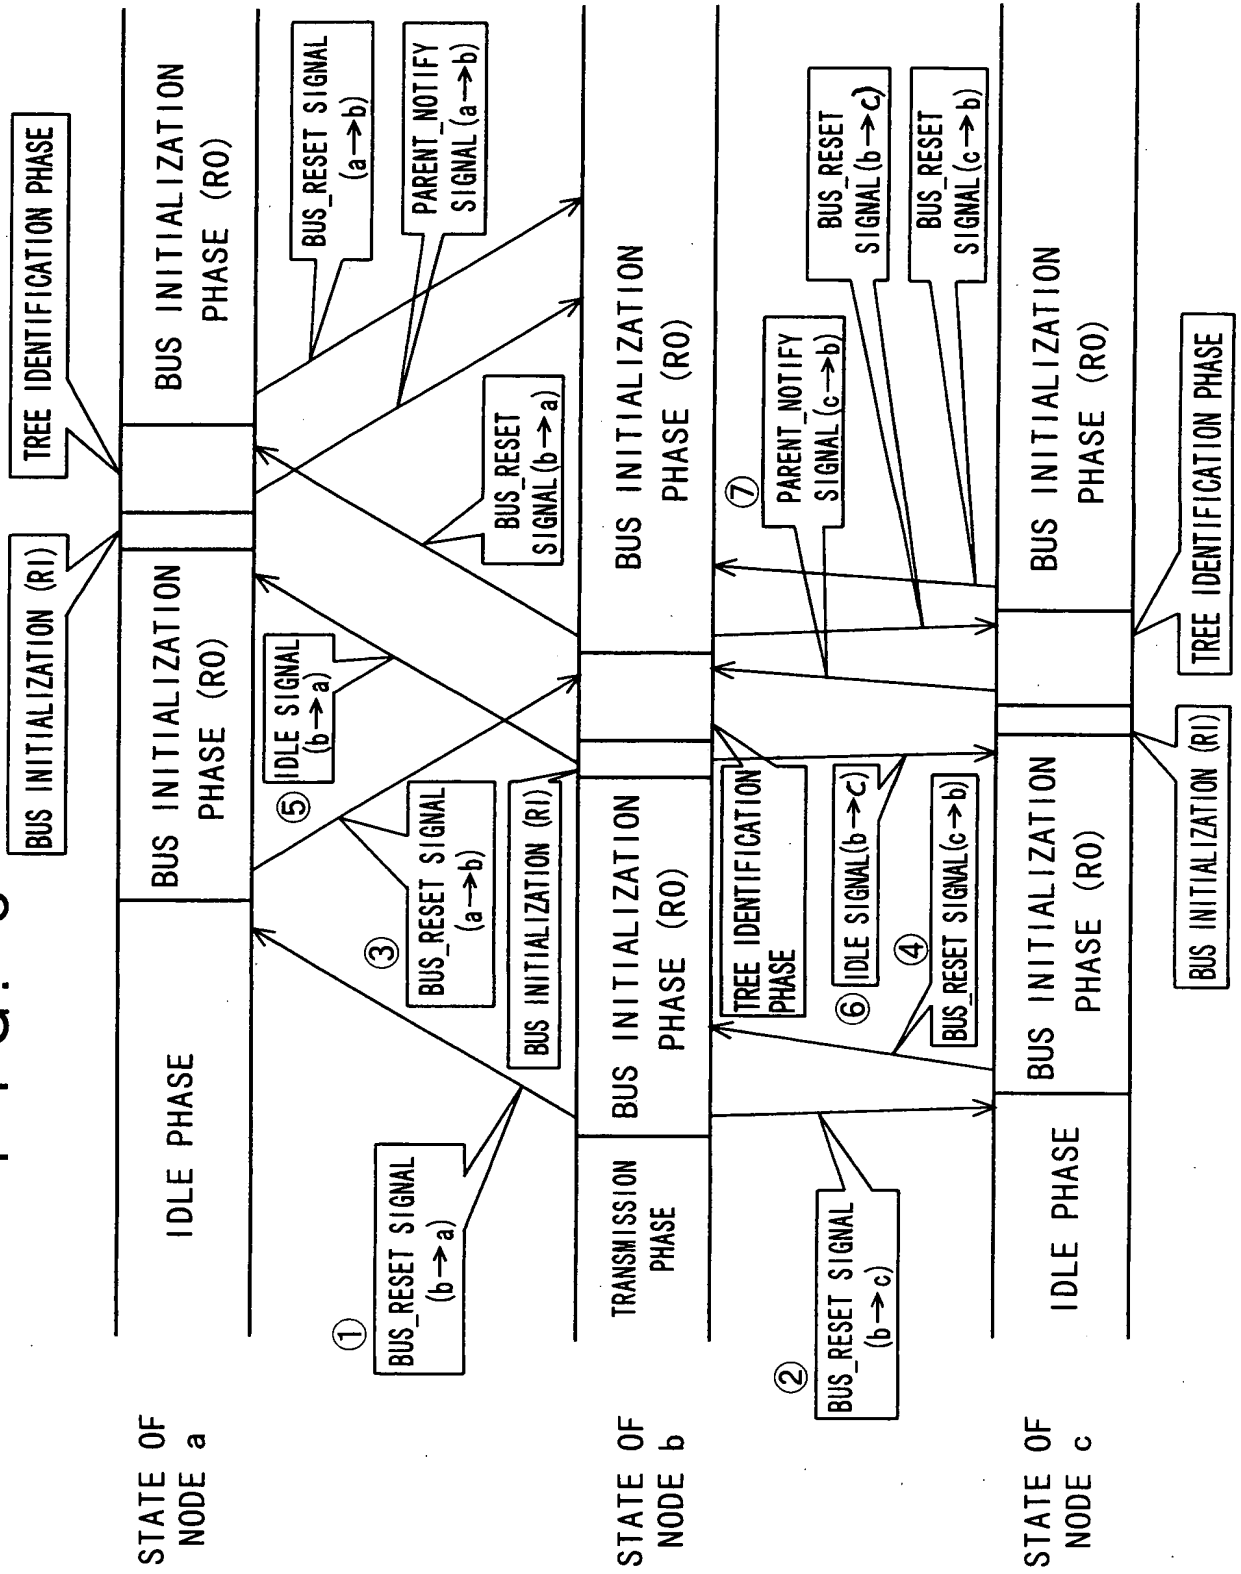 TREE IDENTIFICATION PHASE
BUS INITIALIZATION (RI)
STATE OF
NODE a
IDLE PHASE
BUS INITIALIZATION
PHASE (RO)
BUS INITIALIZATION
PHASE (RO)
①
BUS_RESET SIGNAL
(b→a)
③
BUS_RESET SIGNAL
(a→b)
⑤
IDLE SIGNAL
(b→a)
BUS_RESET
SIGNAL(b→a)
BUS_RESET SIGNAL
(a→b)
PARENT_NOTIFY
SIGNAL(a→b)
BUS INITIALIZATION (RI)
STATE OF
NODE b
TRANSMISSION
PHASE
BUS INITIALIZATION
PHASE (RO)
BUS INITIALIZATION
PHASE (RO)
TREE IDENTIFICATION
PHASE
②
BUS_RESET SIGNAL
(b→c)
④
BUS_RESET SIGNAL(c→b)
⑥
IDLE SIGNAL(b→c)
⑦
PARENT_NOTIFY
SIGNAL(c→b)
BUS_RESET
SIGNAL(b→c)
BUS_RESET
SIGNAL(c→b)
STATE OF
NODE c
IDLE PHASE
BUS INITIALIZATION
PHASE (RO)
BUS INITIALIZATION
PHASE (RO)
BUS INITIALIZATION (RI)
TREE IDENTIFICATION PHASE